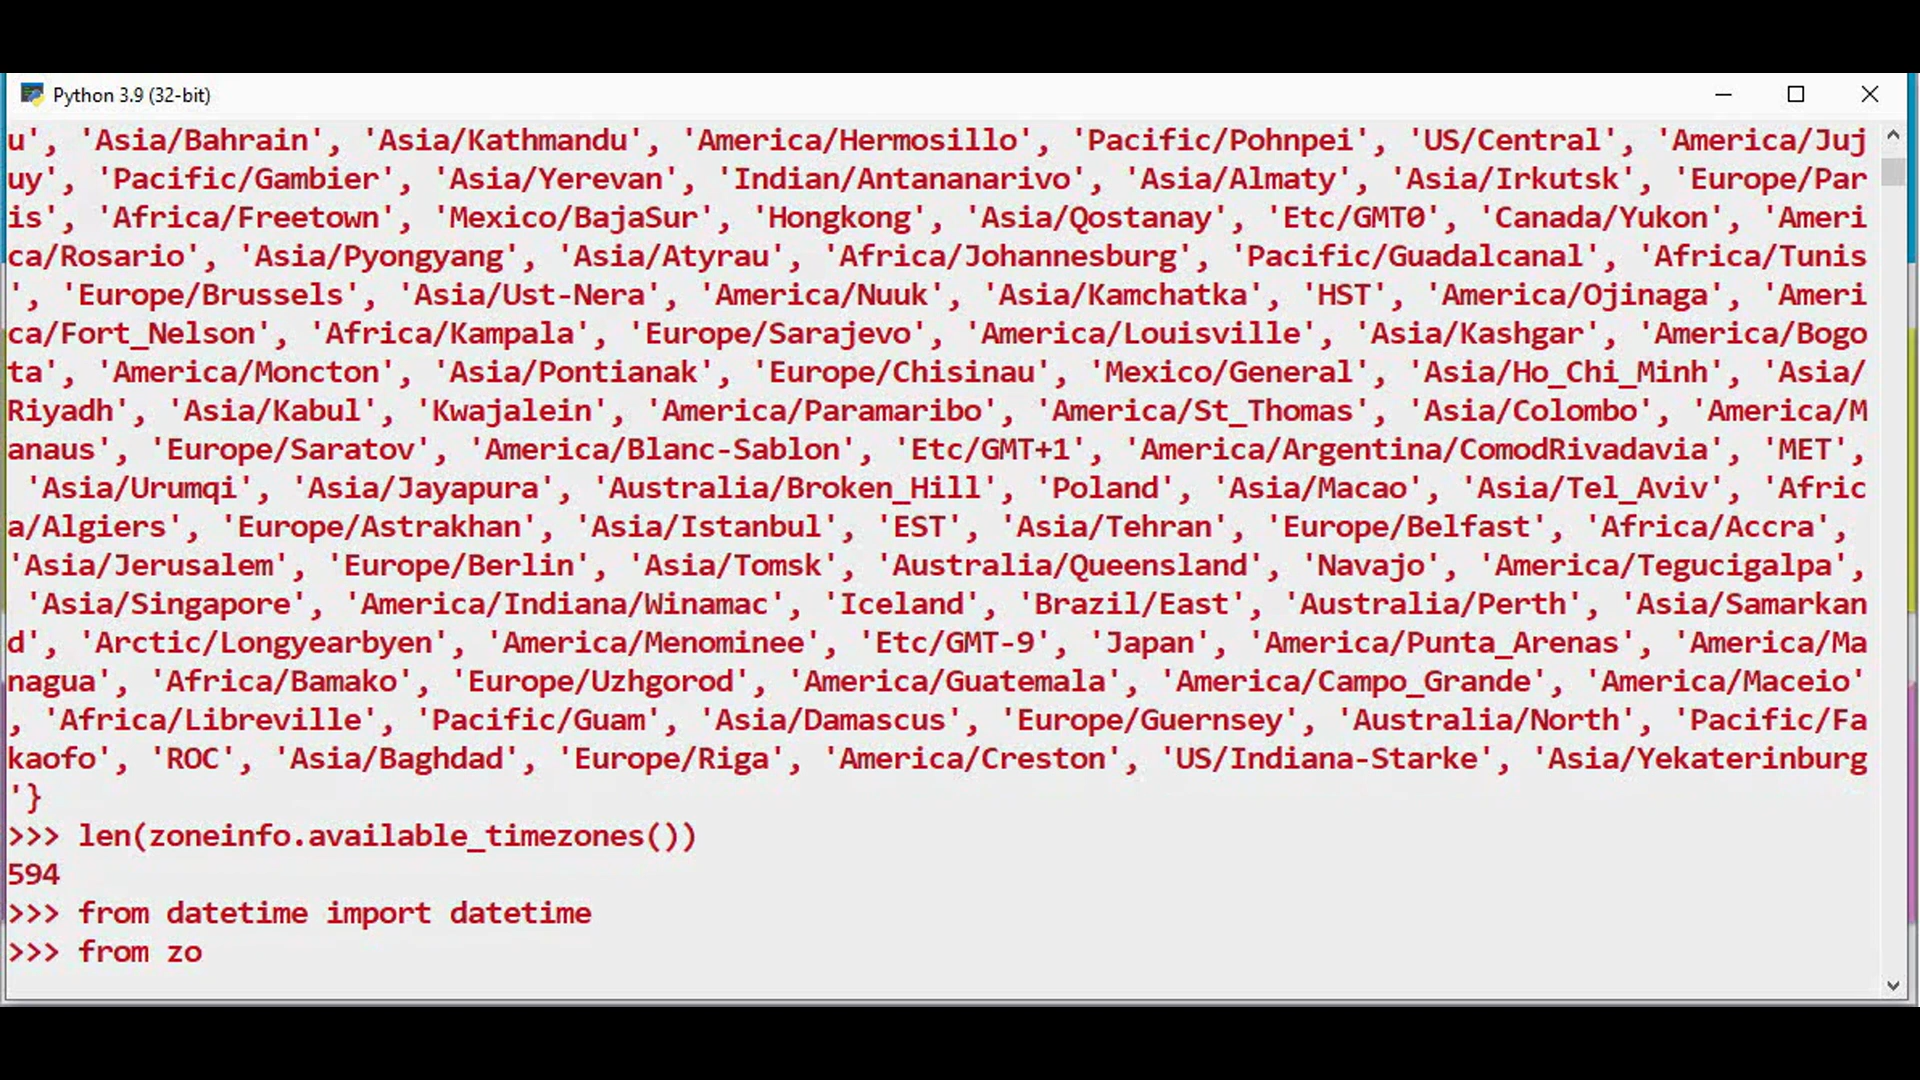 Python 3.9 (32-bit)
u', 'Asia/Bahrain', 'Asia/Kathmandu', 'America/Hermosillo', 'Pacific/Pohnpei', 'US/Central', 'America/Juj
uy', 'Pacific/Gambier', 'Asia/Yerevan', 'Indian/Antananarivo', 'Asia/Almaty', 'Asia/Irkutsk', 'Europe/Par
is', 'Africa/Freetown', 'Mexico/BajaSur', 'Hongkong', 'Asia/Qostanay', 'Etc/GMT0', 'Canada/Yukon', 'Ameri
ca/Rosario', 'Asia/Pyongyang', 'Asia/Atyrau', 'Africa/Johannesburg', 'Pacific/Guadalcanal', 'Africa/Tunis
', 'Europe/Brussels', 'Asia/Ust-Nera', 'America/Nuuk', 'Asia/Kamchatka', 'HST', 'America/Ojinaga', 'Ameri
ca/Fort_Nelson', 'Africa/Kampala', 'Europe/Sarajevo', 'America/Louisville', 'Asia/Kashgar', 'America/Bogo
ta', 'America/Moncton', 'Asia/Pontianak', 'Europe/Chisinau', 'Mexico/General', 'Asia/Ho_Chi_Minh', 'Asia/
Riyadh', 'Asia/Kabul', 'Kwajalein', 'America/Paramaribo', 'America/St_Thomas', 'Asia/Colombo', 'America/M
anaus', 'Europe/Saratov', 'America/Blanc-Sablon', 'Etc/GMT+1', 'America/Argentina/ComodRivadavia', 'MET',
 'Asia/Urumqi', 'Asia/Jayapura', 'Australia/Broken_Hill', 'Poland', 'Asia/Macao', 'Asia/Tel_Aviv', 'Afric
a/Algiers', 'Europe/Astrakhan', 'Asia/Istanbul', 'EST', 'Asia/Tehran', 'Europe/Belfast', 'Africa/Accra',
'Asia/Jerusalem', 'Europe/Berlin', 'Asia/Tomsk', 'Australia/Queensland', 'Navajo', 'America/Tegucigalpa',
 'Asia/Singapore', 'America/Indiana/Winamac', 'Iceland', 'Brazil/East', 'Australia/Perth', 'Asia/Samarkan
d', 'Arctic/Longyearbyen', 'America/Menominee', 'Etc/GMT-9', 'Japan', 'America/Punta_Arenas', 'America/Ma
nagua', 'Africa/Bamako', 'Europe/Uzhgorod', 'America/Guatemala', 'America/Campo_Grande', 'America/Maceio'
, 'Africa/Libreville', 'Pacific/Guam', 'Asia/Damascus', 'Europe/Guernsey', 'Australia/North', 'Pacific/Fa
kaofo', 'ROC', 'Asia/Baghdad', 'Europe/Riga', 'America/Creston', 'US/Indiana-Starke', 'Asia/Yekaterinburg
'}
>>> len(zoneinfo.available_timezones())
594
>>> from datetime import datetime
>>> from zo